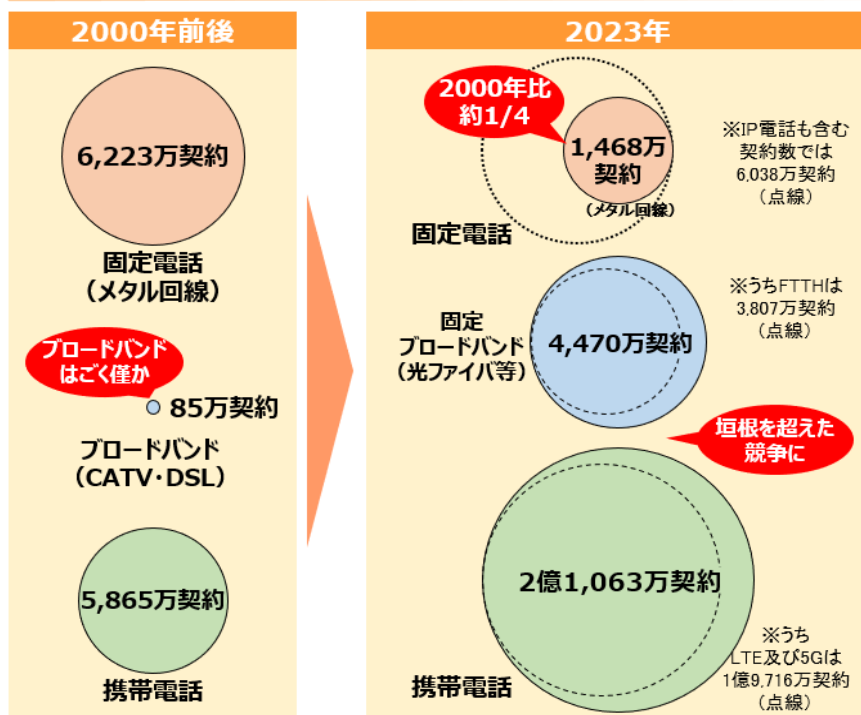 2000年前後
6,223万契約
固定電話
（メタル回線）
ブロードバンド
はごく僅か
85万契約
ブロードバンド
（CATV・DSL）
5,865万契約
携帯電話
2023年
2000年比
約1/4
1,468万
契約
（メタル回線）
固定電話
※IP電話も含む
契約数では
6,038万契約
（点線）
固定
ブロードバンド
（光ファイバ等）
4,470万契約
※うちFTTHは
3,807万契約
（点線）
垣根を超えた
競争に
2億1,063万契約
携帯電話
※うち
LTE及び5Gは
1億9,716万契約
（点線）